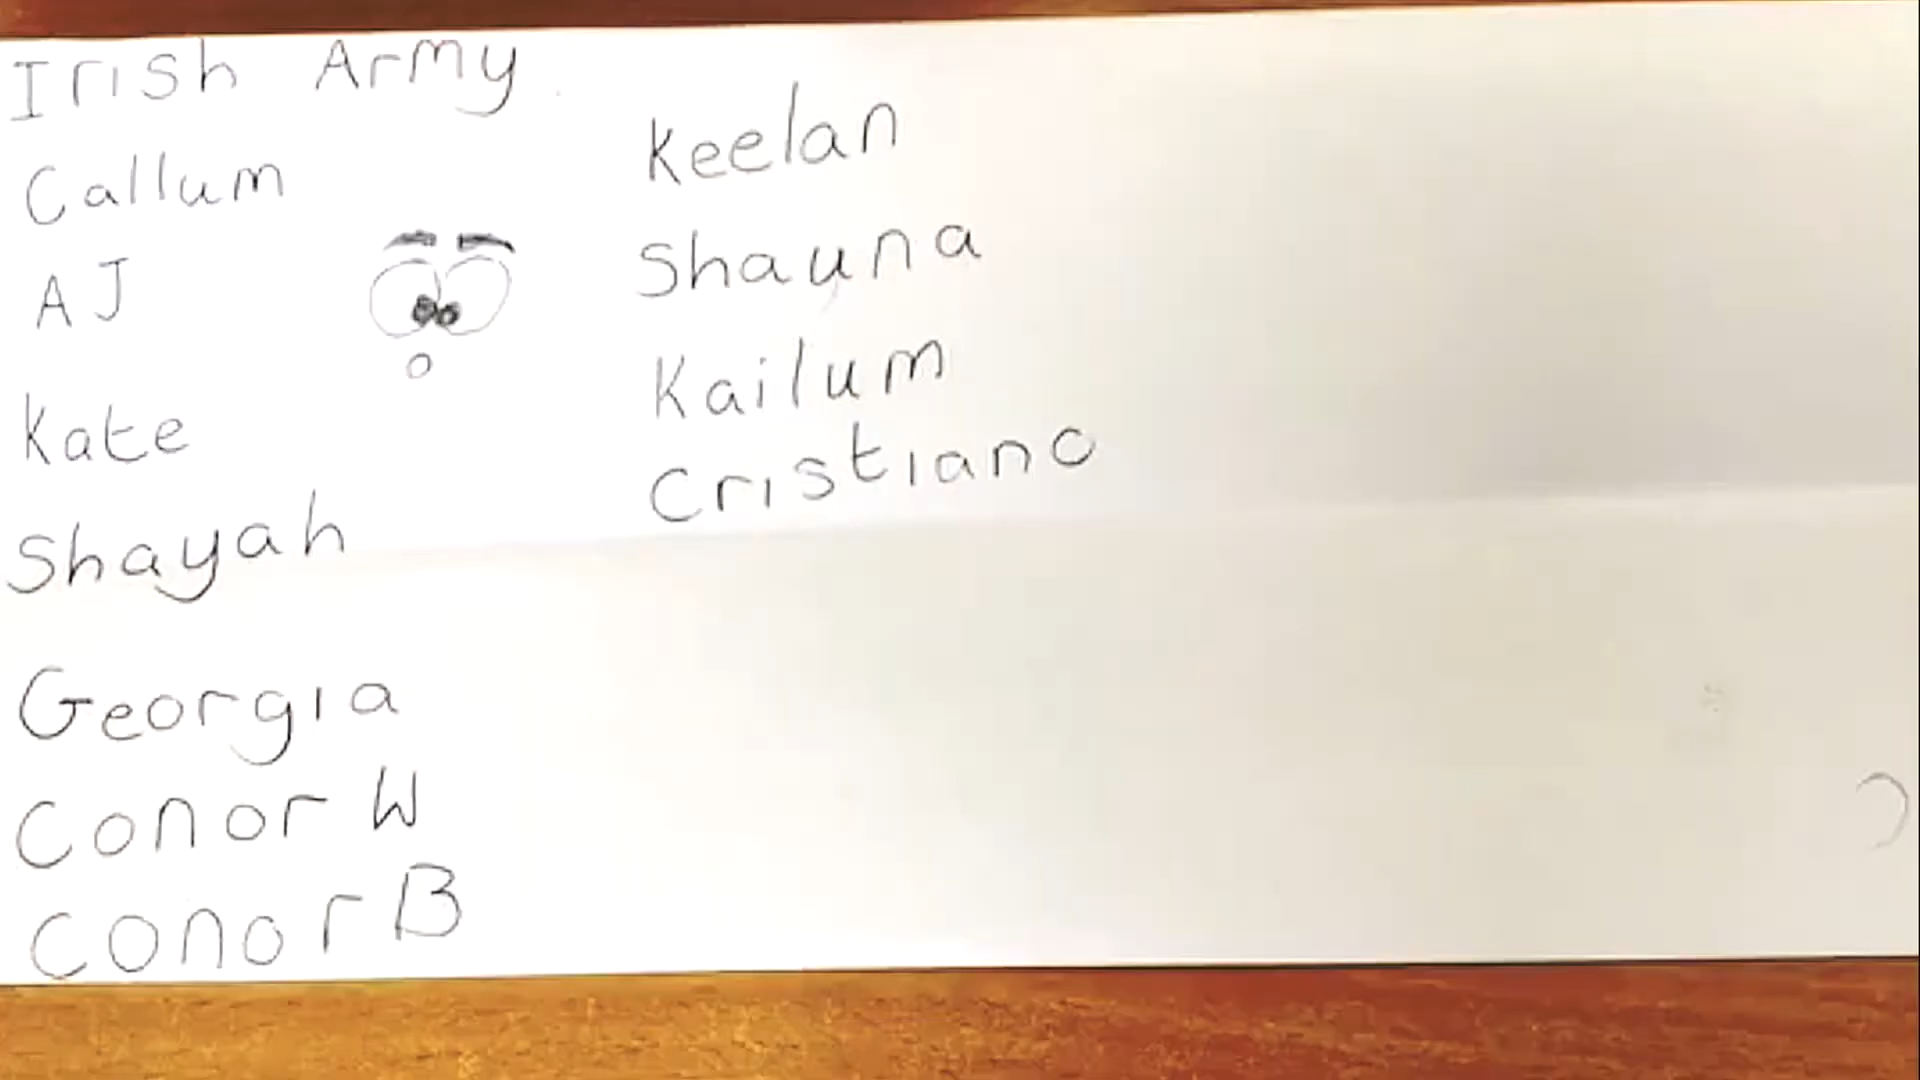 Irish Army
Callum
AJ
Kate
Shayah
Georgia
Conor W
Conor B
Keelan
Shauna
Kailum
Cristiano